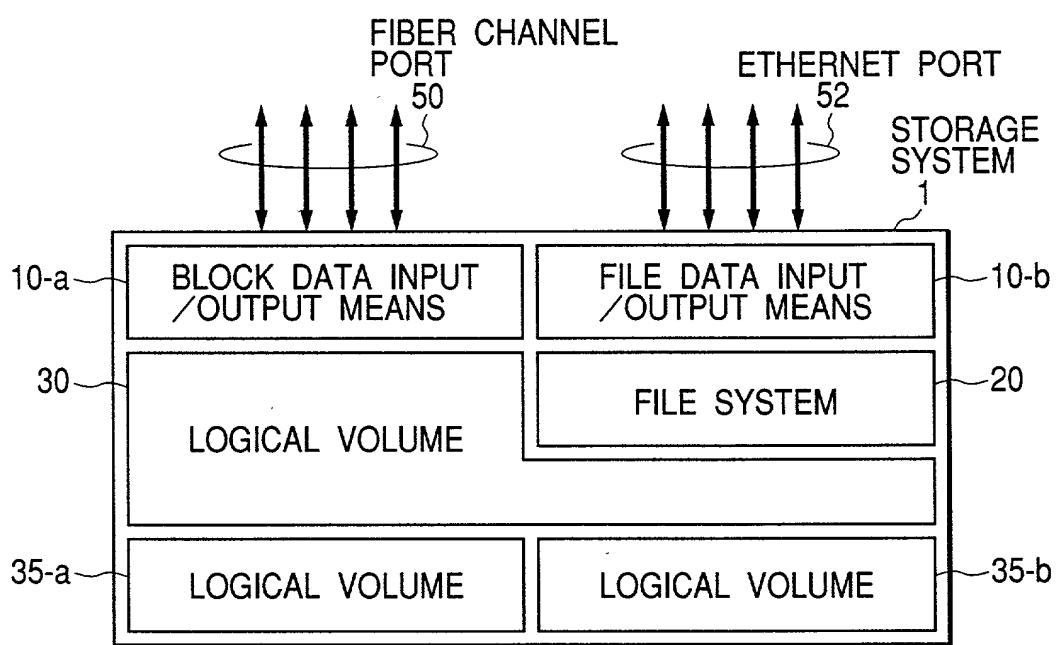 FIBER CHANNEL
PORT
50
ETHERNET PORT
52
STORAGE
SYSTEM
1
10-a
BLOCK DATA INPUT
/OUTPUT MEANS
FILE DATA INPUT
/OUTPUT MEANS
10-b
30
LOGICAL VOLUME
FILE SYSTEM
20
35-a
LOGICAL VOLUME
LOGICAL VOLUME
35-b